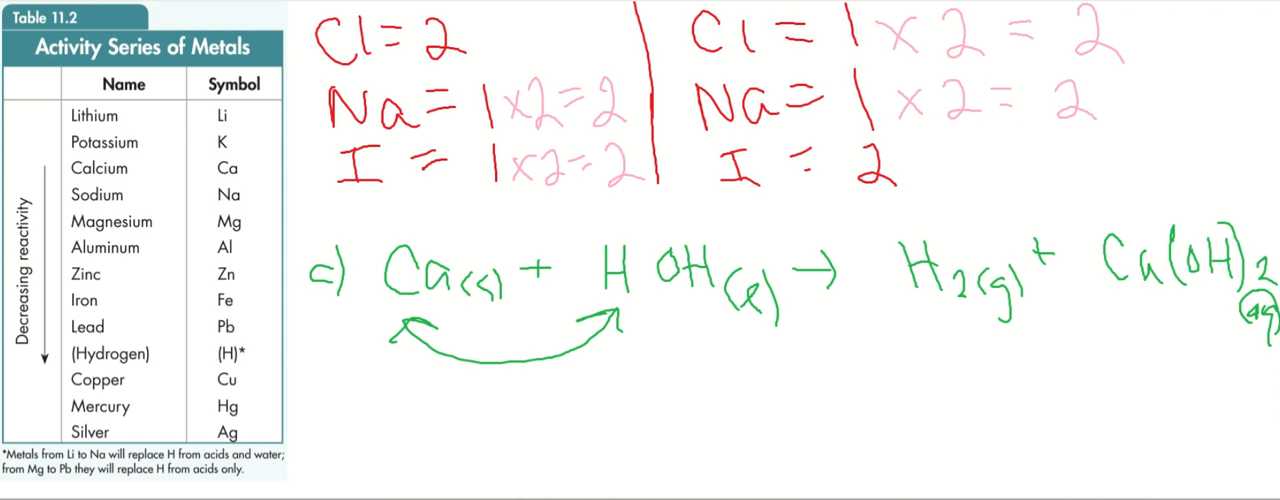 Table 11.2
Activity Series of Metals
Name Symbol
Lithium Li
Potassium K
Calcium Ca
Sodium Na
Magnesium Mg
Aluminum Al
Zinc Zn
Iron Fe
Lead Pb
(Hydrogen) (H)*
Copper Cu
Mercury Hg
Silver Ag
Decreasing reactivity
*Metals from Li to Na will replace H from acids and water;
from Mg to Pb they will replace H from acids only.
Cl = 2
Na = 1 x2 = 2
I = 1 x2 = 2
Cl = 1 x 2 = 2
Na = 1 x 2 = 2
I = 2
c) Ca(s) + H OH(l) → H2(g) + Ca(OH)2(aq)